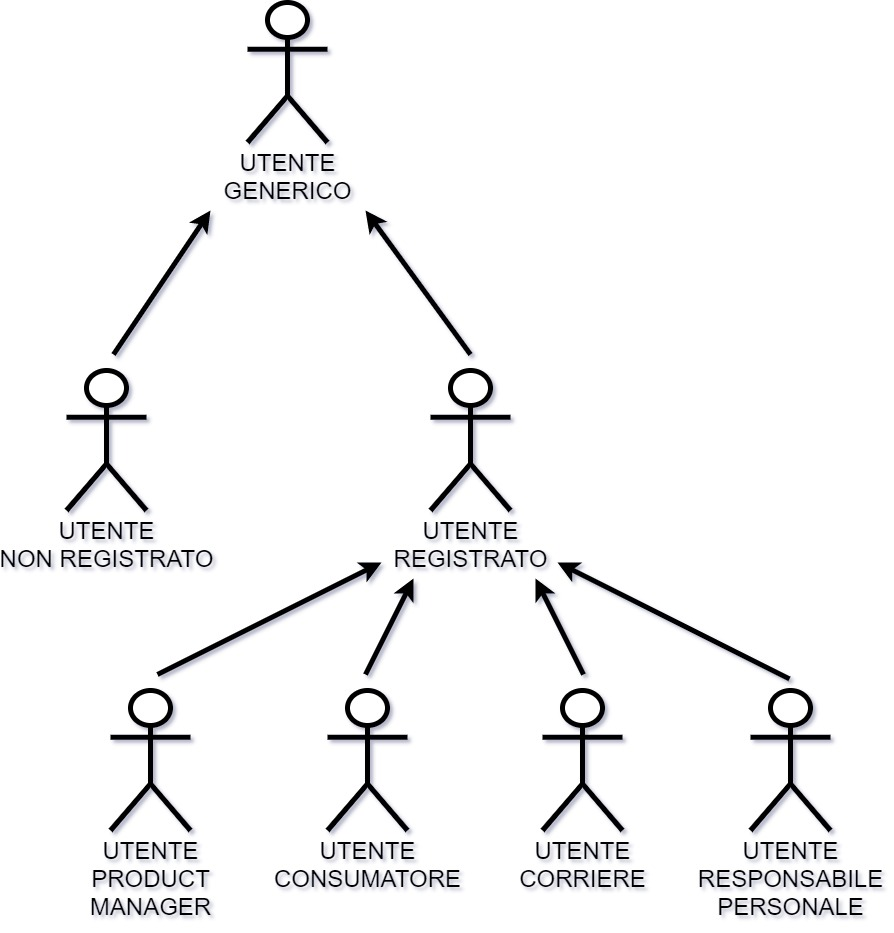 UTENTE
GENERICO
UTENTE
NON REGISTRATO
UTENTE
REGISTRATO
UTENTE
PRODUCT
MANAGER
UTENTE
CONSUMATORE
UTENTE
CORRIERE
UTENTE
RESPONSABILE
PERSONALE